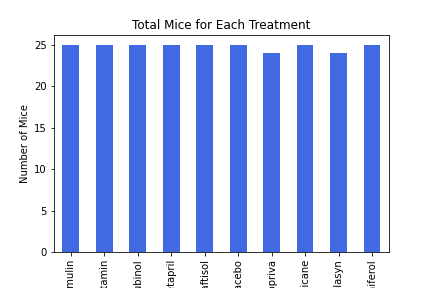 Total Mice for Each Treatment
Number of Mice
25
20
15
10
5
0
mulin
tamin
ubinol
tapril
aftisol
acebo
opriva
icane
lasyn
iferol